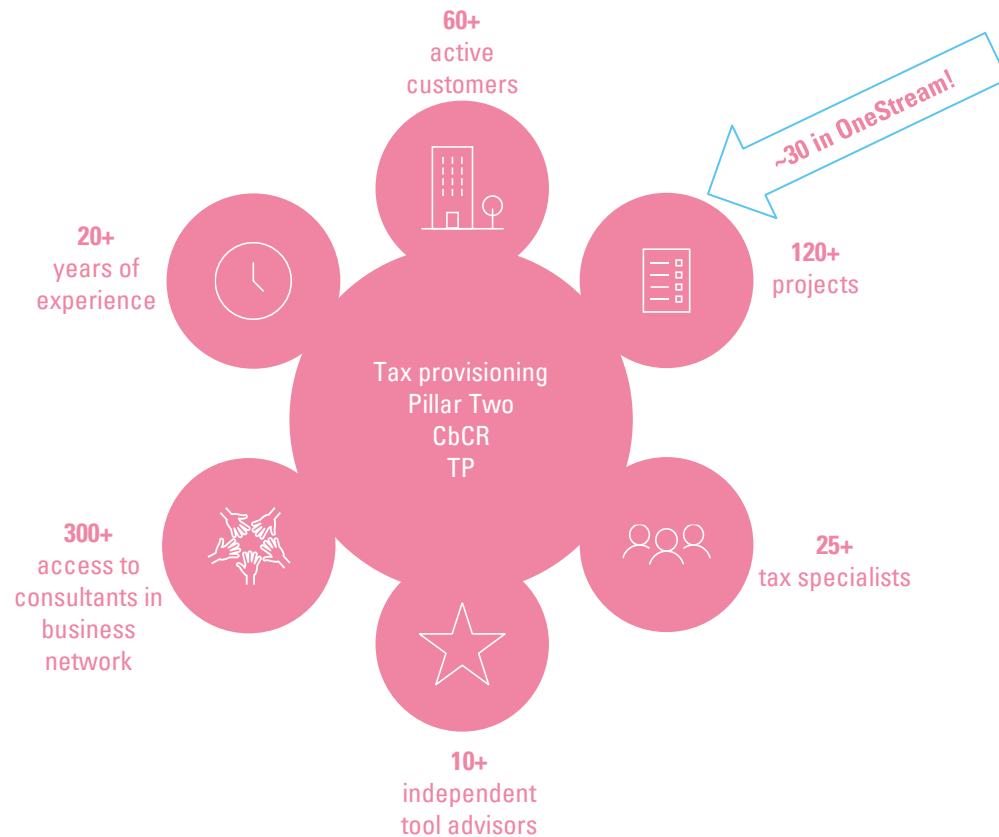 60+
active
customers
~30 in OneStream!
20+
years of
experience
120+
projects
Tax provisioning
Pillar Two
CbCR
TP
300+
access to
consultants in
business
network
25+
tax specialists
10+
independent
tool advisors